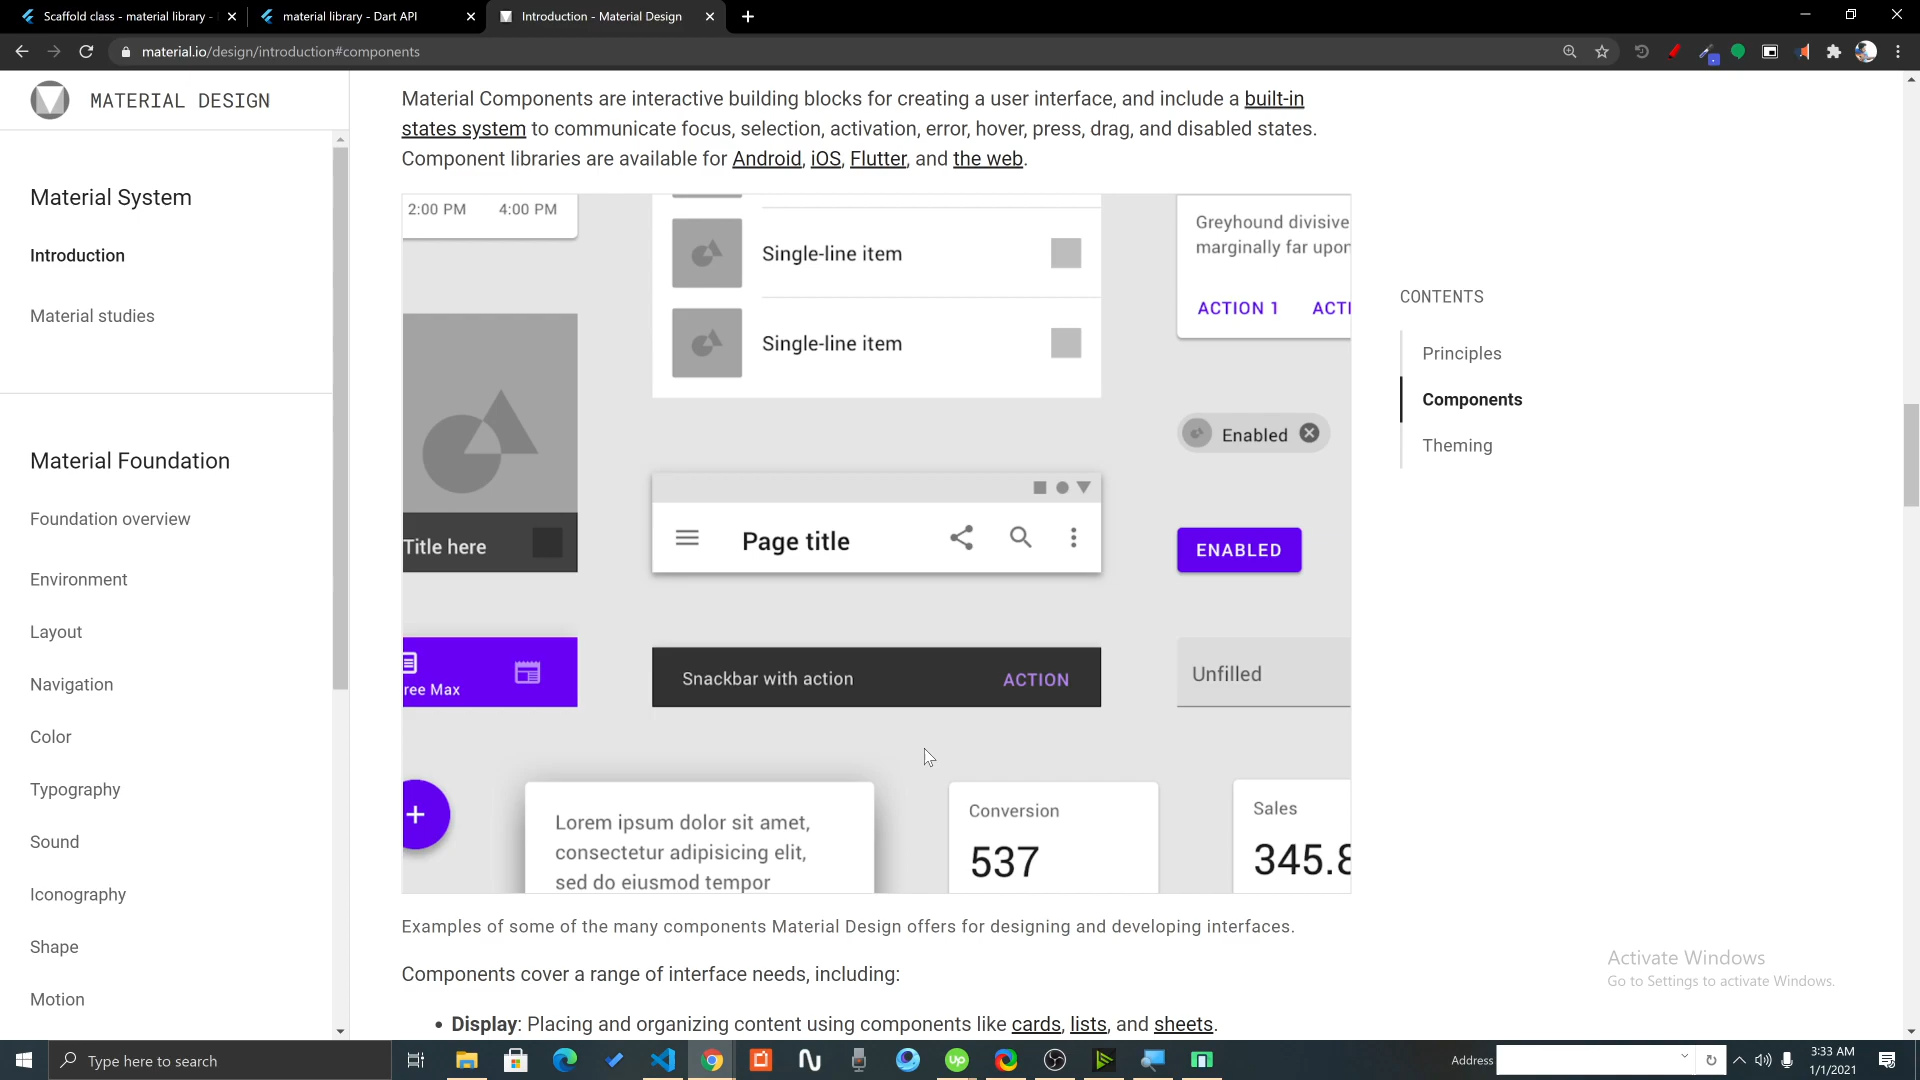 Scaffold class - material library -
material library - Dart API
Introduction - Material Design
material.io/design/introduction#components
MATERIAL DESIGN
Material System
Introduction
Material studies
Material Foundation
Foundation overview
Environment
Layout
Navigation
Color
Typography
Sound
Iconography
Shape
Motion
Material Components are interactive building blocks for creating a user interface, and include a built-in
states system to communicate focus, selection, activation, error, hover, press, drag, and disabled states.
Component libraries are available for Android, iOS, Flutter, and the web.
2:00 PM 4:00 PM
Single-line item
Single-line item
Greyhound divisive
marginally far upon
ACTION 1 ACTI
Enabled
Title here
Page title
ENABLED
ree Max
Snackbar with action ACTION
Unfilled
Lorem ipsum dolor sit amet,
consectetur adipisicing elit,
sed do eiusmod tempor
Conversion
537
Sales
345.8
Examples of some of the many components Material Design offers for designing and developing interfaces.
Components cover a range of interface needs, including:
• Display: Placing and organizing content using components like cards, lists, and sheets.
CONTENTS
Principles
Components
Theming
Activate Windows
Go to Settings to activate Windows.
Type here to search
Up
Address
3:33 AM
1/1/2021